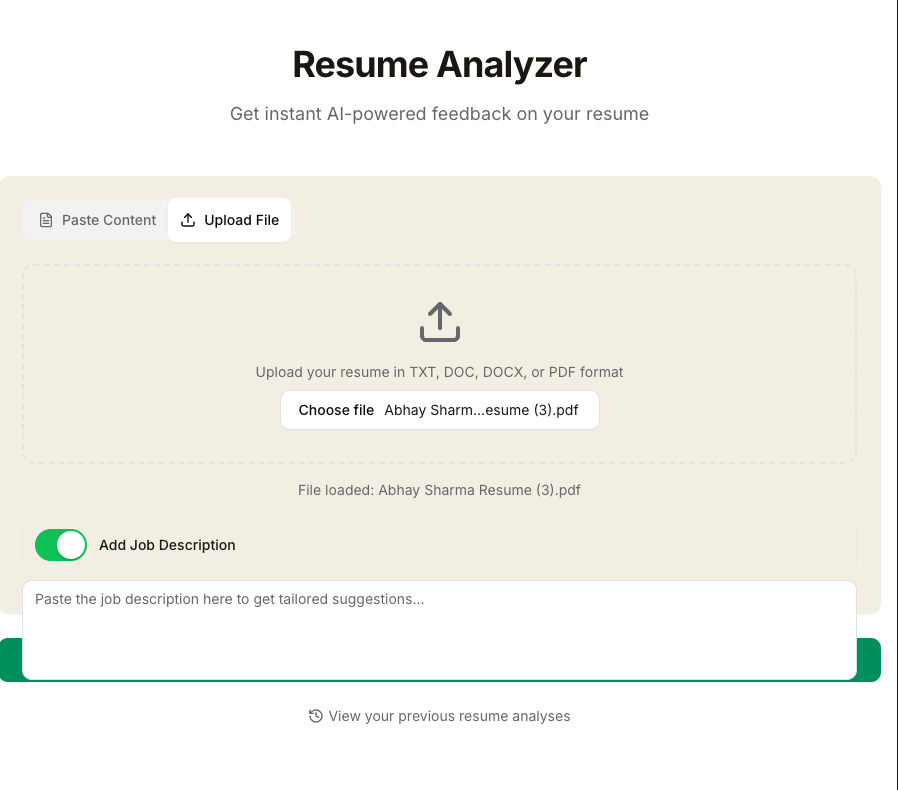 Resume Analyzer
Get instant AI-powered feedback on your resume
Paste Content
Upload File
Upload your resume in TXT, DOC, DOCX, or PDF format
Choose file Abhay Sharm...esume (3).pdf
File loaded: Abhay Sharma Resume (3).pdf
Add Job Description
Paste the job description here to get tailored suggestions...
View your previous resume analyses